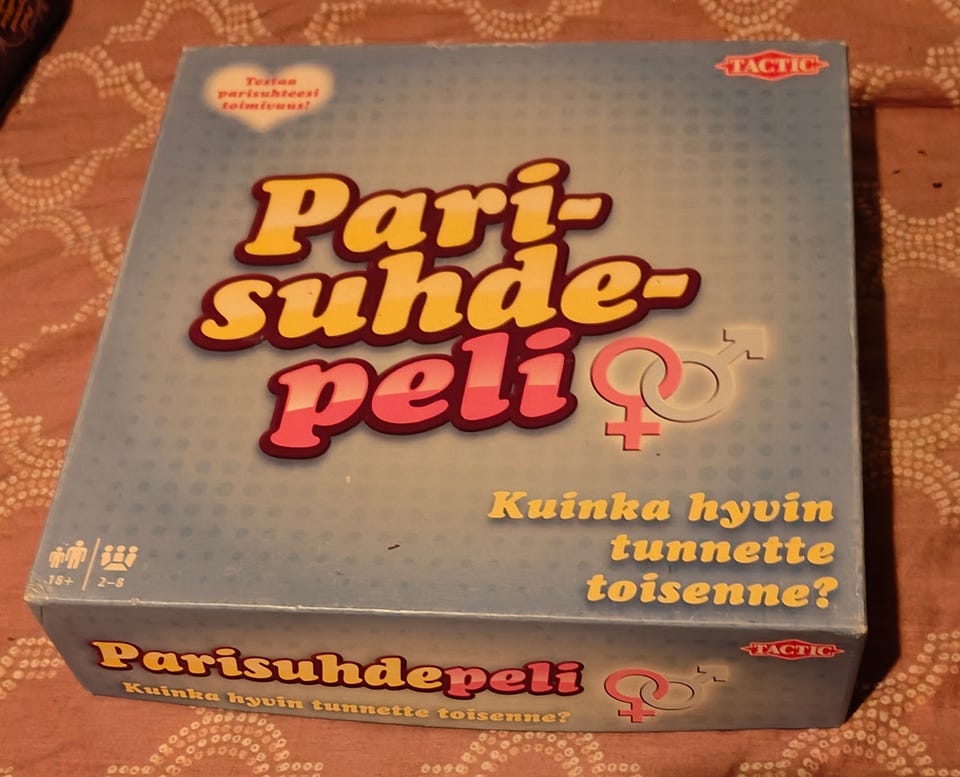 Testaa
parisuhteesi
toimivuus!
TACTIC
Pari-
suhde-
peli
Kuinka hyvin
tunnette
toisenne?
18+
2-8
Parisuhdepeli
TACTIC
Kuinka hyvin tunnette toisenne?